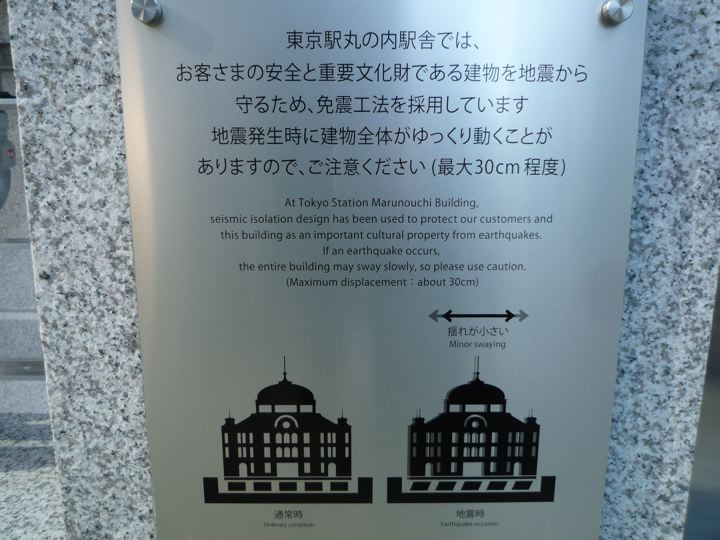 東京駅丸の内駅舎では、
お客さまの安全と重要文化財である建物を地震から
守るため、免震工法を採用しています
地震発生時に建物全体がゆっくり動くことが
ありますので、ご注意ください (最大30cm 程度)
At Tokyo Station Marunouchi Building,
seismic isolation design has been used to protect our customers and
this building as an important cultural property from earthquakes.
If an earthquake occurs,
the entire building may sway slowly, so please use caution.
(Maximum displacement：about 30cm)
揺れが小さい
Minor swaying
通常時
Ordinary condition
地震時
Earthquake occasion